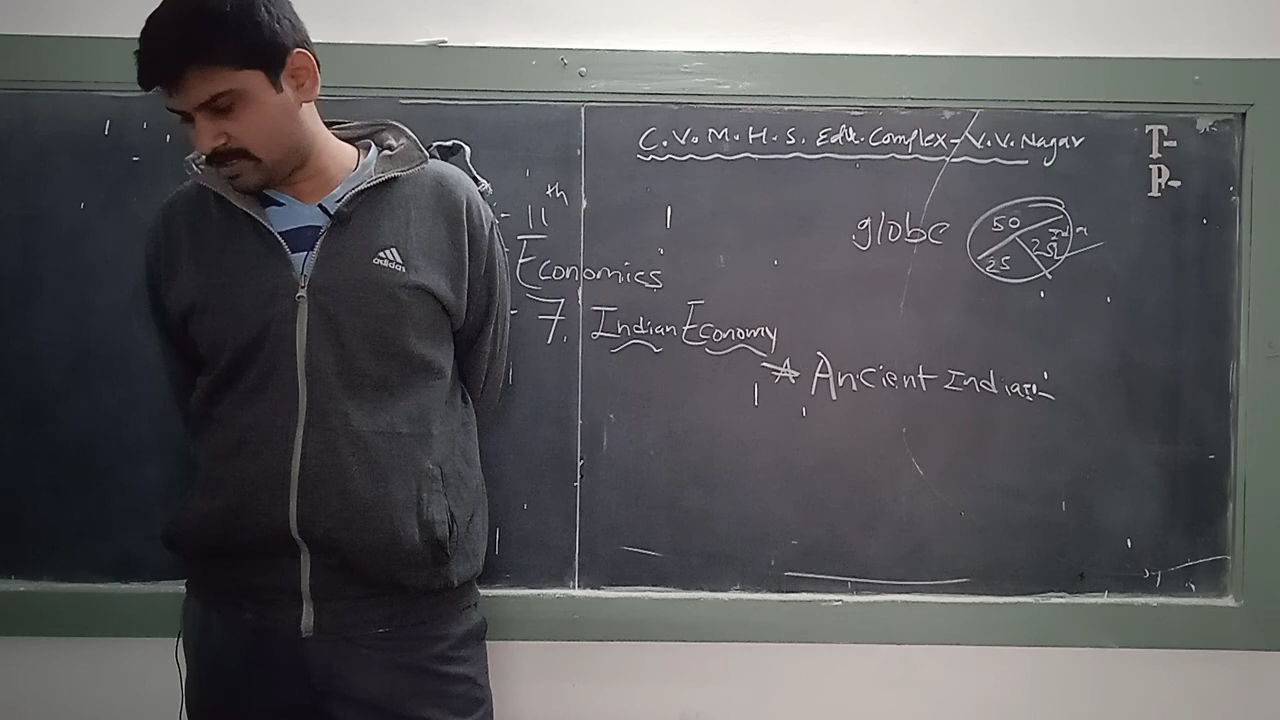 C.V.M.H.S. Edu. Complex - V.V. Nagar
T-
P-
- 11th
Economics
- 7. Indian Economy
globe
50
25
25
Ancient Indian
adidas